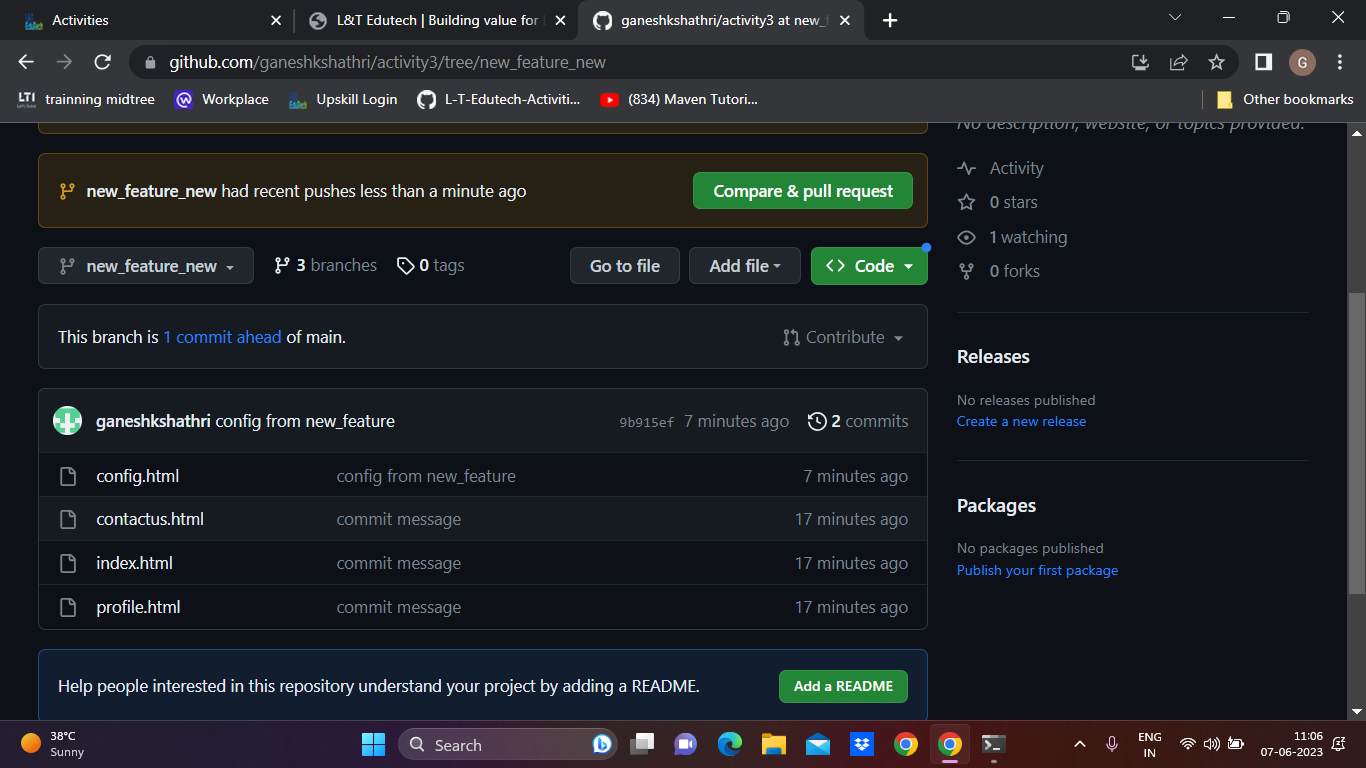 Activities
L&T Edutech | Building value for
ganeshkshathri/activity3 at new_f
github.com/ganeshkshathri/activity3/tree/new_feature_new
G
LTI trainning midtree
Workplace
Upskill Login
L-T-Edutech-Activiti...
(834) Maven Tutori...
Other bookmarks
No description, website, or topics provided.
new_feature_new had recent pushes less than a minute ago
Compare & pull request
Activity
0 stars
1 watching
0 forks
new_feature_new
3 branches
0 tags
Go to file
Add file
Code
This branch is 1 commit ahead of main.
Contribute
Releases
No releases published
Create a new release
ganeshkshathri config from new_feature
9b915ef 7 minutes ago
2 commits
config.html config from new_feature 7 minutes ago
contactus.html commit message 17 minutes ago
index.html commit message 17 minutes ago
profile.html commit message 17 minutes ago
Packages
No packages published
Publish your first package
Help people interested in this repository understand your project by adding a README.
Add a README
38°C
Sunny
Search
ENG
IN
11:06
07-06-2023